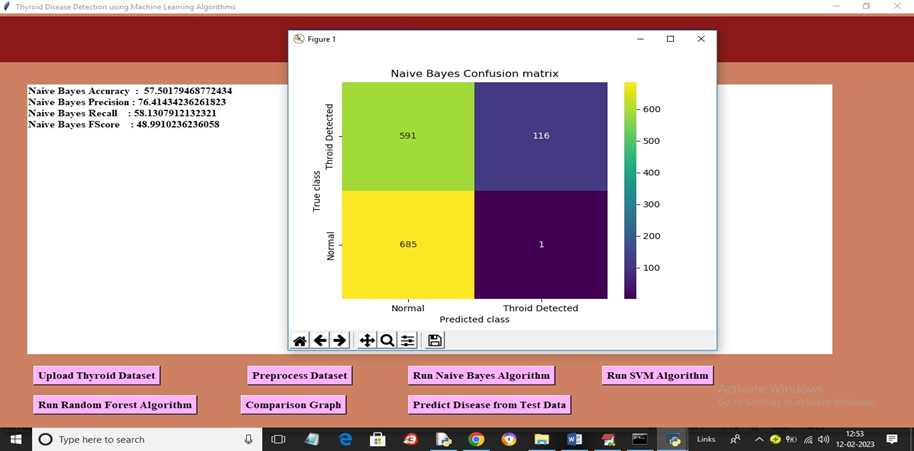 Thyroid Disease Detection using Machine Learning Algorithms
Naive Bayes Accuracy : 57.50179468772434
Naive Bayes Precision : 76.41434236261823
Naive Bayes Recall : 58.1307912132321
Naive Bayes FScore : 48.9910236236058
Figure 1
Naive Bayes Confusion matrix
True class
Throid Detected
Normal
591
116
685
1
600
500
400
300
200
100
Normal
Throid Detected
Predicted class
Upload Thyroid Dataset
Preprocess Dataset
Run Naive Bayes Algorithm
Run SVM Algorithm
Run Random Forest Algorithm
Comparison Graph
Predict Disease from Test Data
Activate Windows
Go to Settings to activate Windows.
Type here to search
Links
12:53
12-02-2023